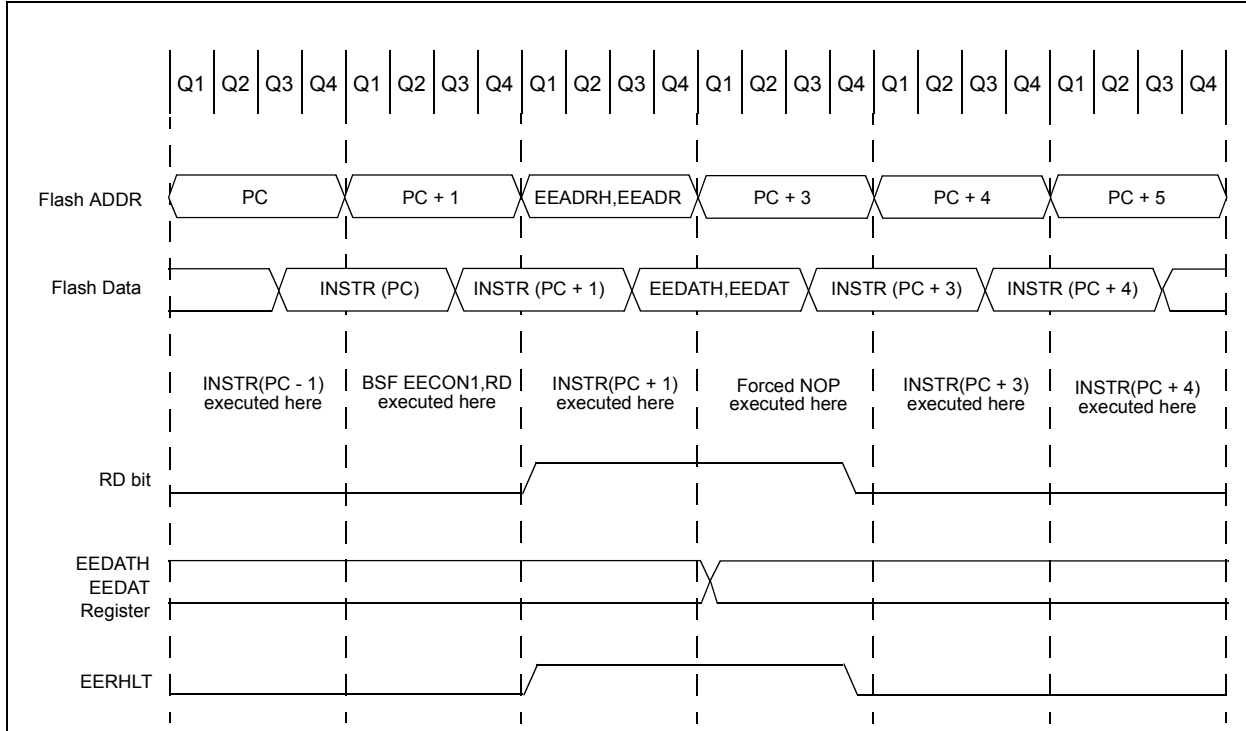 Q1 Q2 Q3 Q4 Q1 Q2 Q3 Q4 Q1 Q2 Q3 Q4 Q1 Q2 Q3 Q4 Q1 Q2 Q3 Q4 Q1 Q2 Q3 Q4
Flash ADDR PC PC + 1 EEADRH,EEADR PC + 3 PC + 4 PC + 5
Flash Data INSTR (PC) INSTR (PC + 1) EEDATH,EEDAT INSTR (PC + 3) INSTR (PC + 4)
INSTR(PC - 1)
executed here
BSF EECON1,RD
executed here
INSTR(PC + 1)
executed here
Forced NOP
executed here
INSTR(PC + 3)
executed here
INSTR(PC + 4)
executed here
RD bit
EEDATH
EEDAT
Register
EERHLT